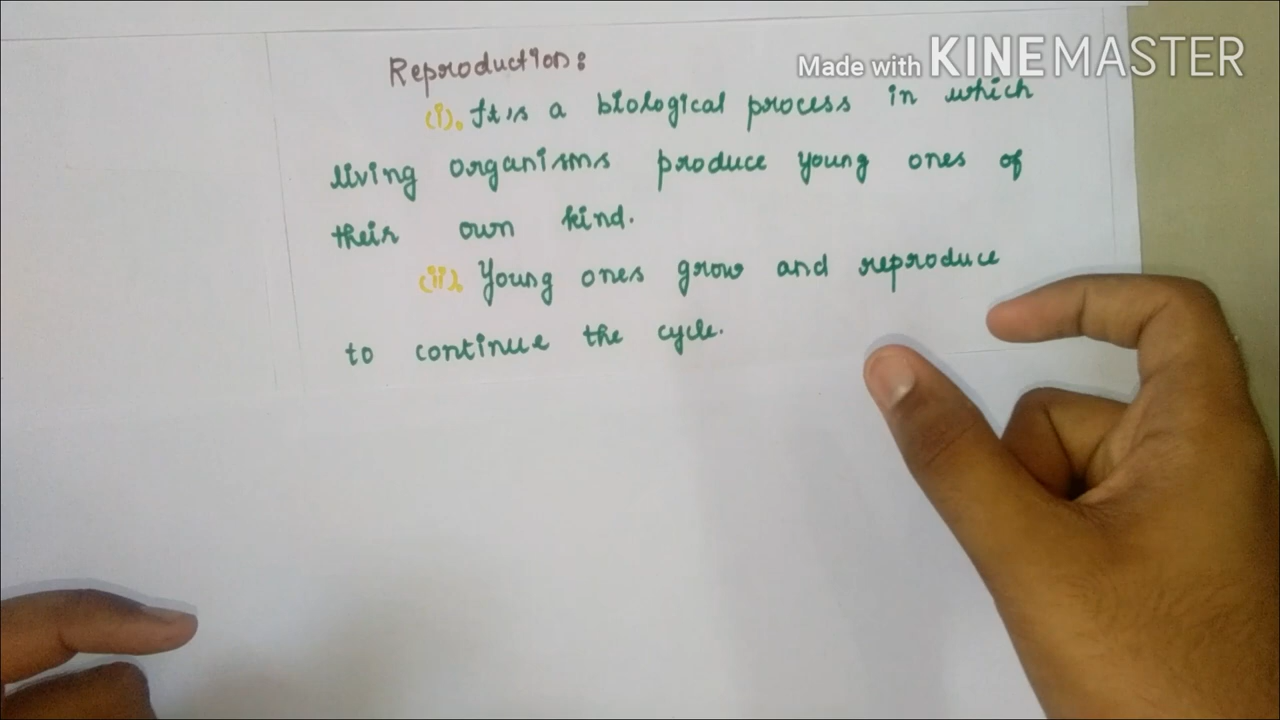 Reproduction:
Made with KINEMASTER
(i). It is a biological process in which
living organisms produce young ones of
their own kind.
(ii). Young ones grow and reproduce
to continue the cycle.